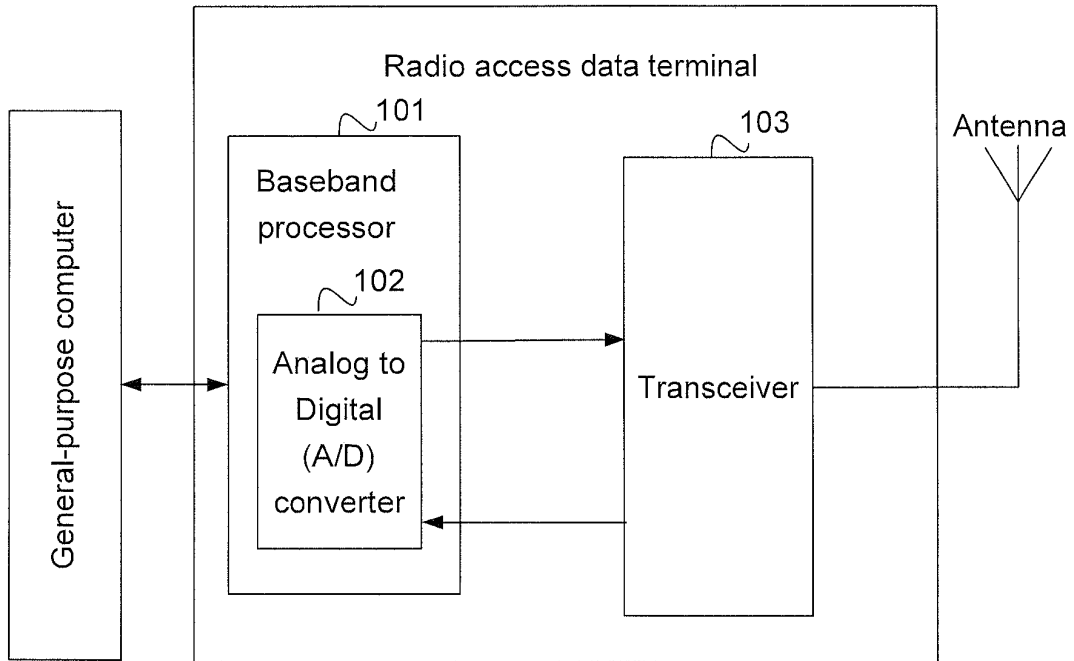 Radio access data terminal
101
103
Antenna
General-purpose computer
Baseband
processor
102
Analog to
Digital
(A/D)
converter
Transceiver